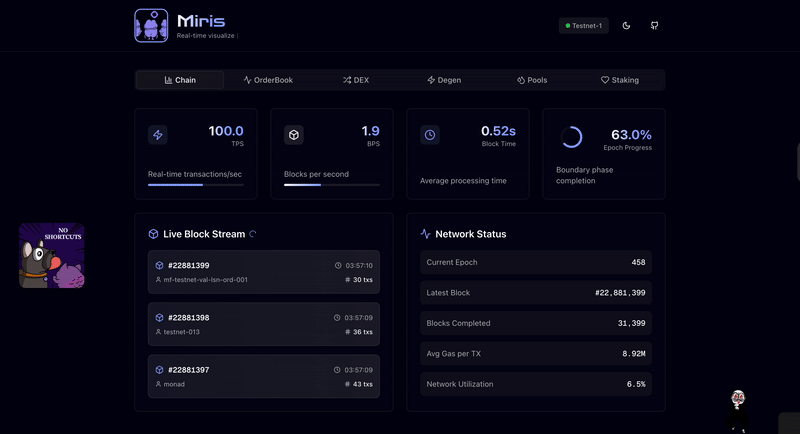 Miris
Real-time visualize
Testnet-1
Chain
OrderBook
DEX
Degen
Pools
Staking
100.0
TPS
Real-time transactions/sec
1.9
BPS
Blocks per second
0.52s
Block Time
Average processing time
63.0%
Epoch Progress
Boundary phase
completion
NO
SHORTCUTS
Live Block Stream
#22881399
03:57:10
mf-testnet-val-lsn-ord-001
# 30 txs
#22881398
03:57:09
testnet-013
# 36 txs
#22881397
03:57:09
monad
# 43 txs
Network Status
Current Epoch 458
Latest Block #22,881,399
Blocks Completed 31,399
Avg Gas per TX 8.92M
Network Utilization 6.5%